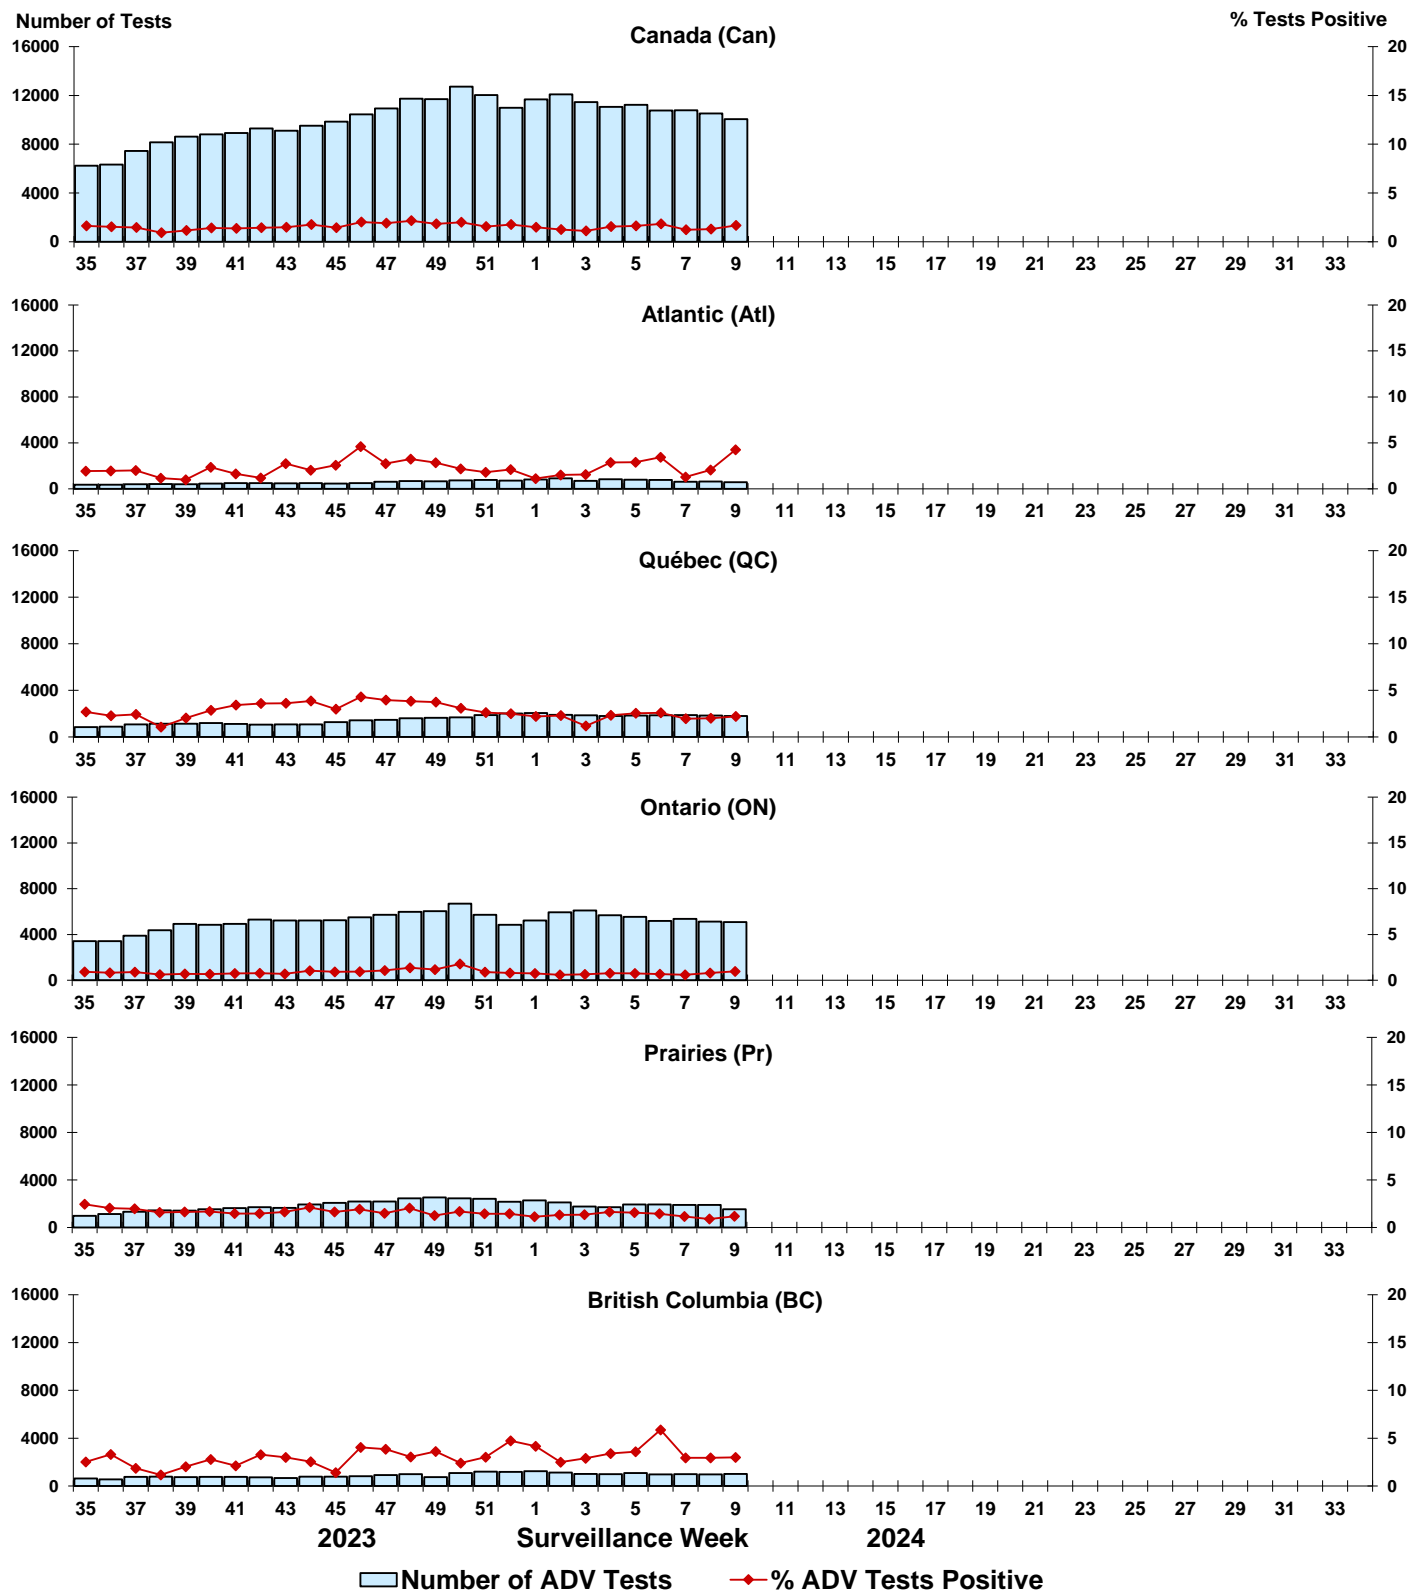 Number of Tests % Tests Positive
Canada (Can)
16000 20
12000 15
8000 10
4000 5
0 0
35 37 39 41 43 45 47 49 51 1 3 5 7 9 11 13 15 17 19 21 23 25 27 29 31 33
Atlantic (Atl)
16000 20
12000 15
8000 10
4000 5
0 0
35 37 39 41 43 45 47 49 51 1 3 5 7 9 11 13 15 17 19 21 23 25 27 29 31 33
Québec (QC)
16000 20
12000 15
8000 10
4000 5
0 0
35 37 39 41 43 45 47 49 51 1 3 5 7 9 11 13 15 17 19 21 23 25 27 29 31 33
Ontario (ON)
16000 20
12000 15
8000 10
4000 5
0 0
35 37 39 41 43 45 47 49 51 1 3 5 7 9 11 13 15 17 19 21 23 25 27 29 31 33
Prairies (Pr)
16000 20
12000 15
8000 10
4000 5
0 0
35 37 39 41 43 45 47 49 51 1 3 5 7 9 11 13 15 17 19 21 23 25 27 29 31 33
British Columbia (BC)
16000 20
12000 15
8000 10
4000 5
0 0
35 37 39 41 43 45 47 49 51 1 3 5 7 9 11 13 15 17 19 21 23 25 27 29 31 33
2023 Surveillance Week 2024
Number of ADV Tests % ADV Tests Positive